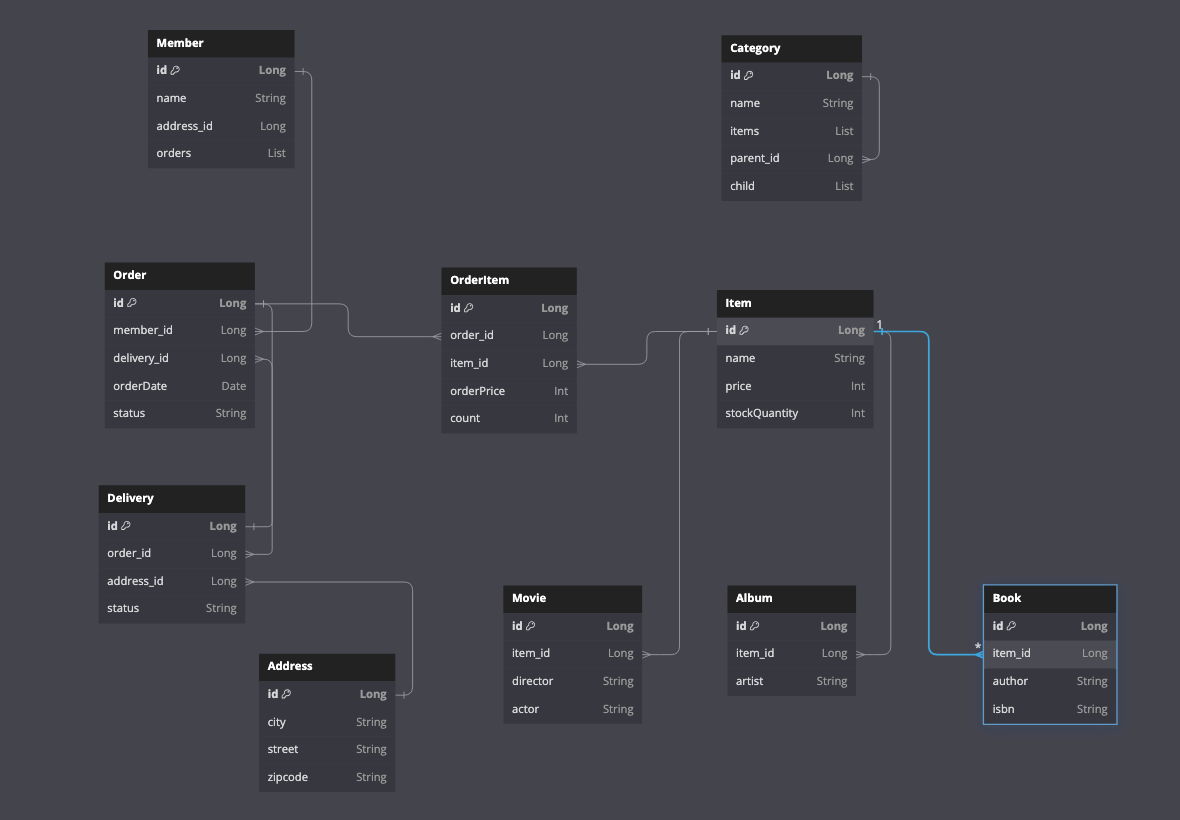 Member
id Long
name String
address_id Long
orders List
Category
id Long
name String
items List
parent_id Long
child List
Order
id Long
member_id Long
delivery_id Long
orderDate Date
status String
OrderItem
id Long
order_id Long
item_id Long
orderPrice Int
count Int
Item
id Long
name String
price Int
stockQuantity Int
1
Delivery
id Long
order_id Long
address_id Long
status String
Address
id Long
city String
street String
zipcode String
Movie
id Long
item_id Long
director String
actor String
Album
id Long
item_id Long
artist String
*
Book
id Long
item_id Long
author String
isbn String